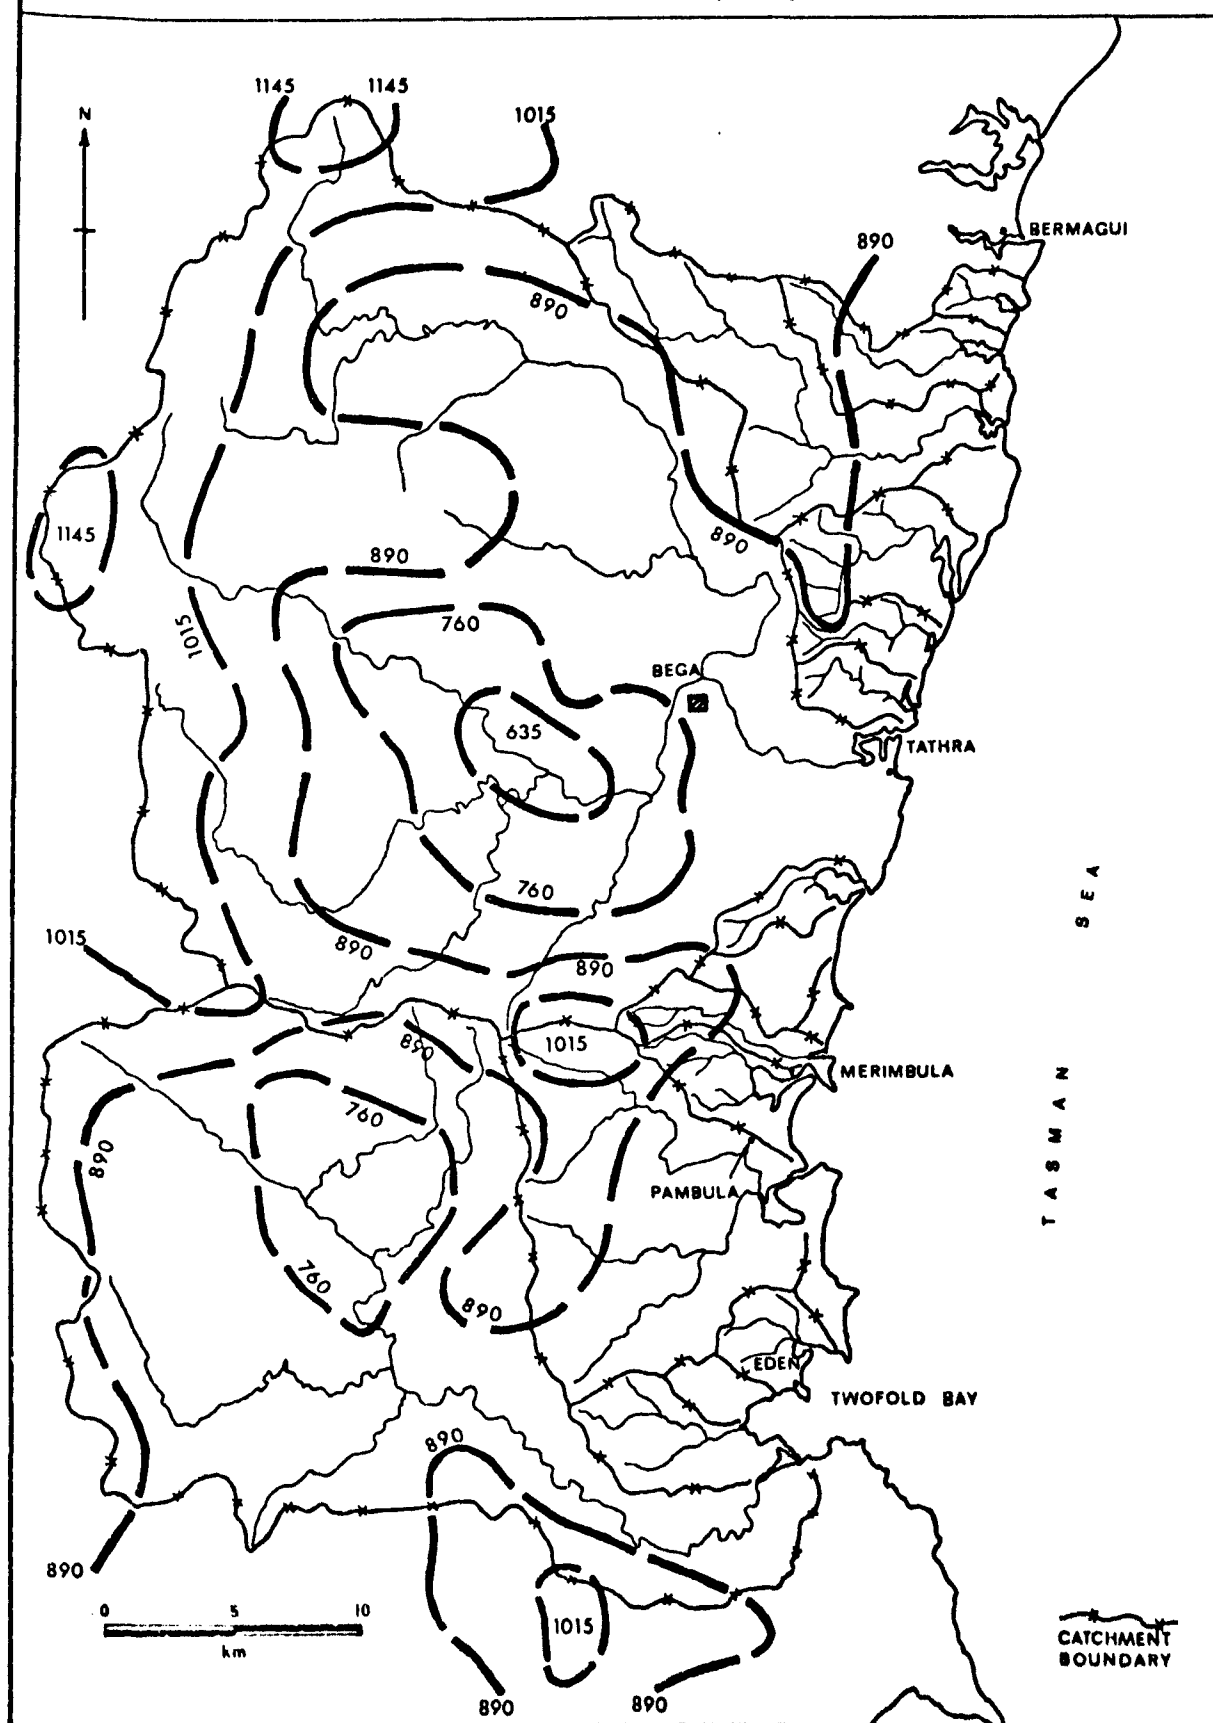 1145
1145
1015
N
BERMAGUI
890
890
1145
890
890
760
1015
BEGA
635
TATHRA
SEA
760
1015
890
890
890
1015
MERIMBULA
760
TASMAN
890
PAMBULA
760
890
EDEN
TWOFOLD BAY
890
890
0 5 10
km
1015
CATCHMENT
BOUNDARY
890
890